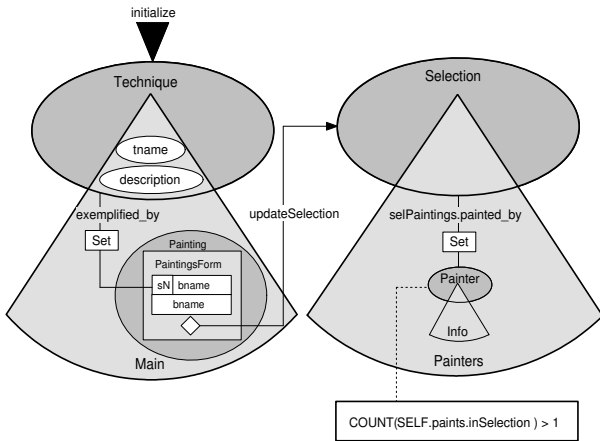 initialize
Technique
tname
description
exemplified_by
Set
Painting
PaintingsForm
sN bname
bname
Main
updateSelection
Selection
selPaintings.painted_by
Set
Painter
Info
Painters
COUNT(SELF.paints.inSelection ) > 1